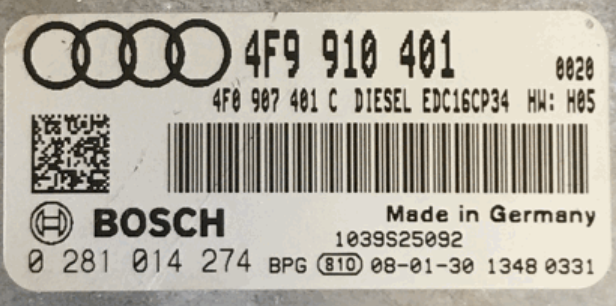 4F9 910 401 0020
4F0 907 401 C DIESEL EDC16CP34 HW: H05
BOSCH Made in Germany
1039S25092
0 281 014 274 BPG 810 08-01-30 1348 0331